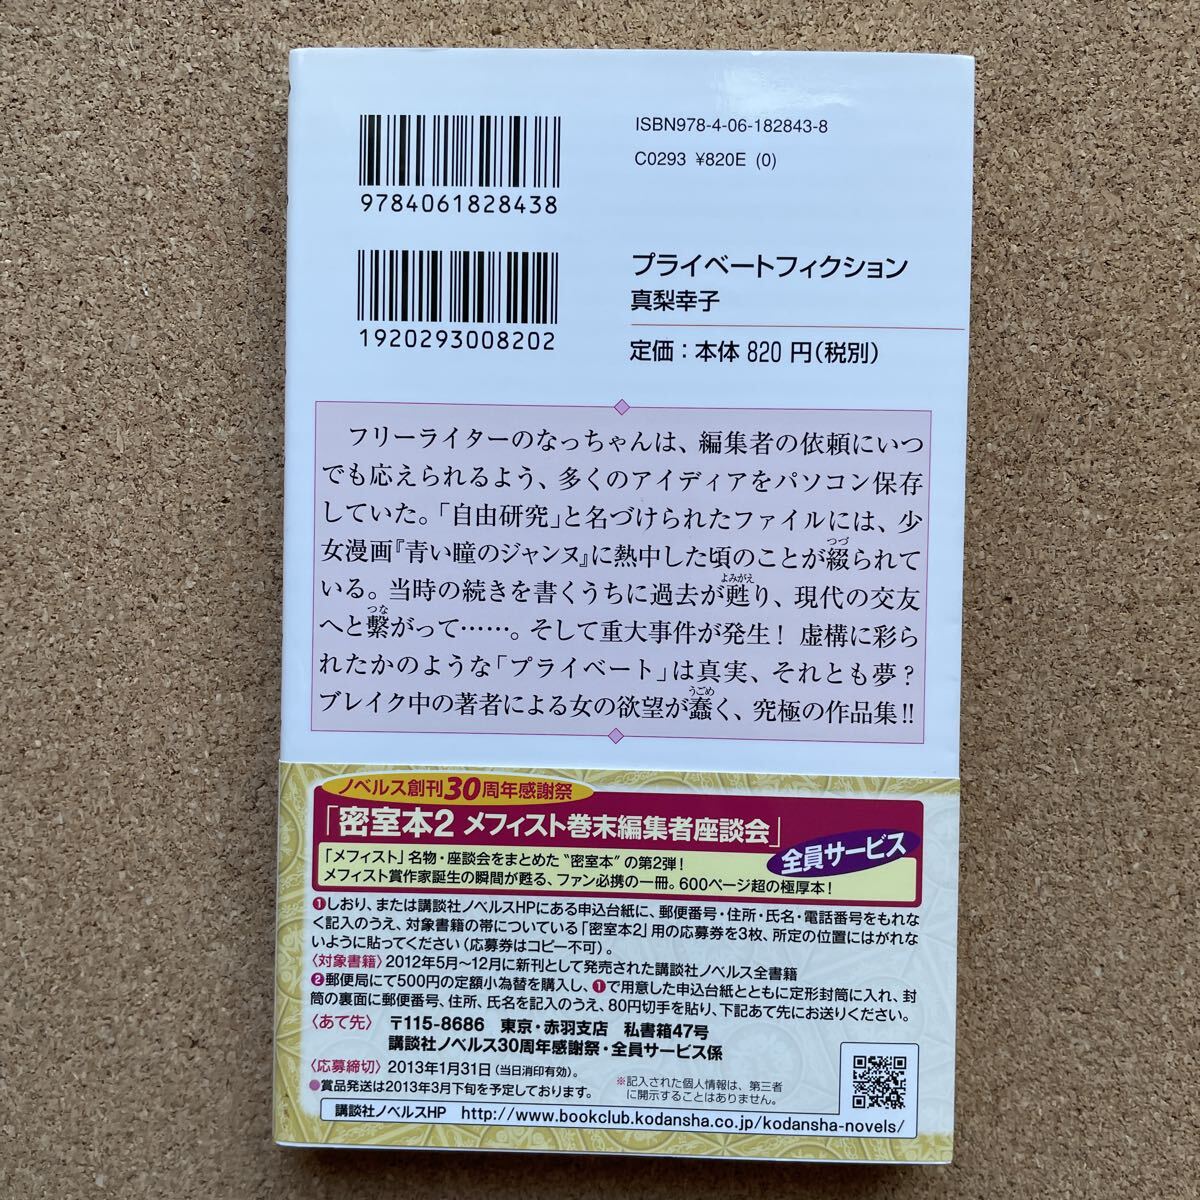 ISBN978-4-06-182843-8
C0293 ¥820E (0)
9784061828438
1920293008202
プライベートフィクション
真梨幸子
定価：本体 820 円（税別）
フリーライターのなっちゃんは、編集者の依頼にいつ
でも応えられるよう、多くのアイディアをパソコン保存
していた。「自由研究」と名づけられたファイルには、少
女漫画『青い瞳のジャンヌ』に熱中した頃のことが綴られて
つづ
いる。当時の続きを書くうちに過去が甦り、現代の交友
よみがえ
へと繋がって……。そして重大事件が発生！ 虚構に彩ら
つな
れたかのような「プライベート」は真実、それとも夢？
ブレイク中の著者による女の欲望が蠢く、究極の作品集!!
うごめ
ノベルス創刊30周年感謝祭
「密室本2 メフィスト巻末編集者座談会」
全員サービス
「メフィスト」名物・座談会をまとめた“密室本”の第2弾！
メフィスト賞作家誕生の瞬間が甦る、ファン必携の一冊。600ページ超の極厚本！
❶しおり、または講談社ノベルスHPにある申込台紙に、郵便番号・住所・氏名・電話番号をもれな
く記入のうえ、対象書籍の帯についている「密室本2」用の応募券を3枚、所定の位置にはがれな
いように貼ってください（応募券はコピー不可）。
〈対象書籍〉2012年5月〜12月に新刊として発売された講談社ノベルス全書籍
❷郵便局にて500円の定額小為替を購入し、❶で用意した申込台紙とともに定形封筒に入れ、封
筒の裏面に郵便番号、住所、氏名を記入のうえ、80円切手を貼り、下記あて先にお送りください。
〈あて先〉 〒115-8686 東京・赤羽支店 私書箱47号
講談社ノベルス30周年感謝祭・全員サービス係
〈応募締切〉2013年1月31日（当日消印有効）。
●賞品発送は2013年3月下旬を予定しております。
※記入された個人情報は、第三者
に開示することはありません。
講談社ノベルスHP http://www.bookclub.kodansha.co.jp/kodansha-novels/